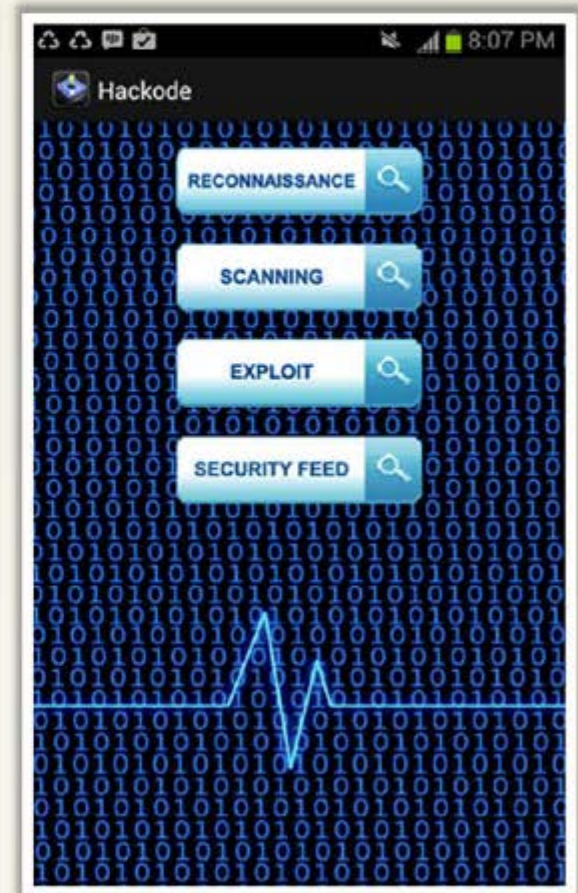 8:07 PM
Hackode
RECONNAISSANCE
SCANNING
EXPLOIT
SECURITY FEED